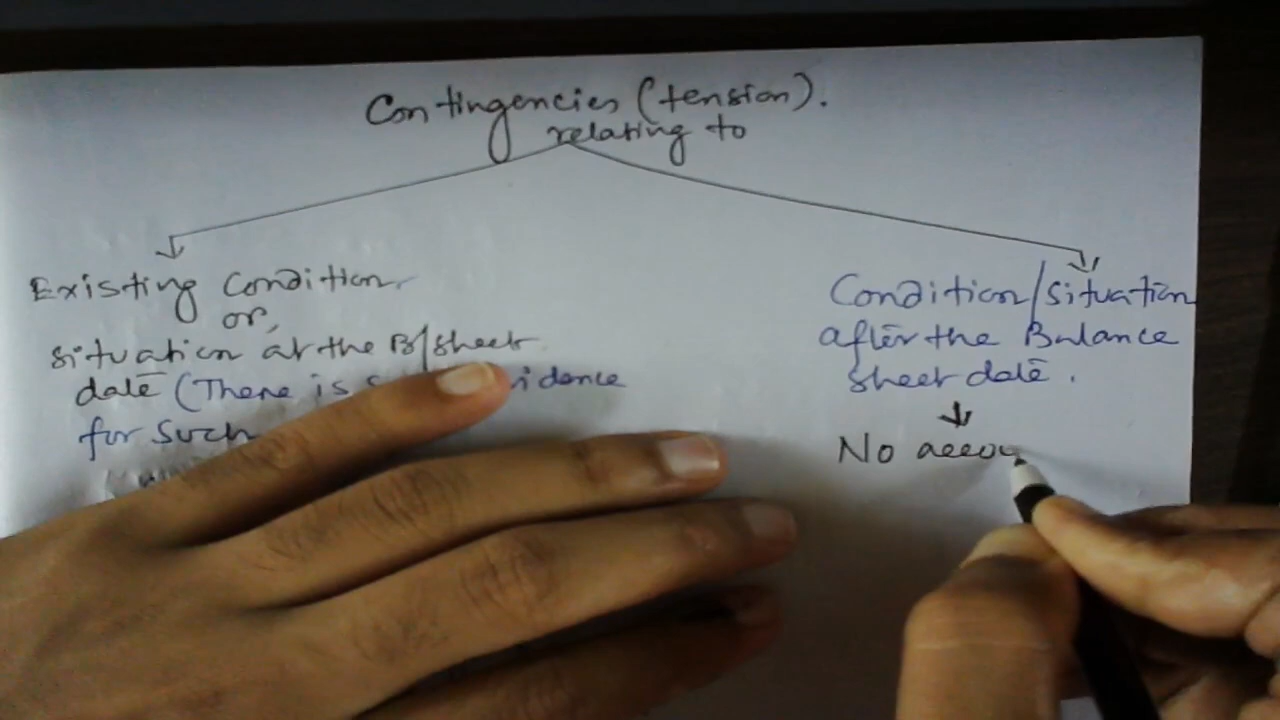 Contingencies (tension).
relating to
Existing Condition
or,
situation at the B/sheet
date (There is
for Such
Condition/situation
after the Balance
sheet date.
No